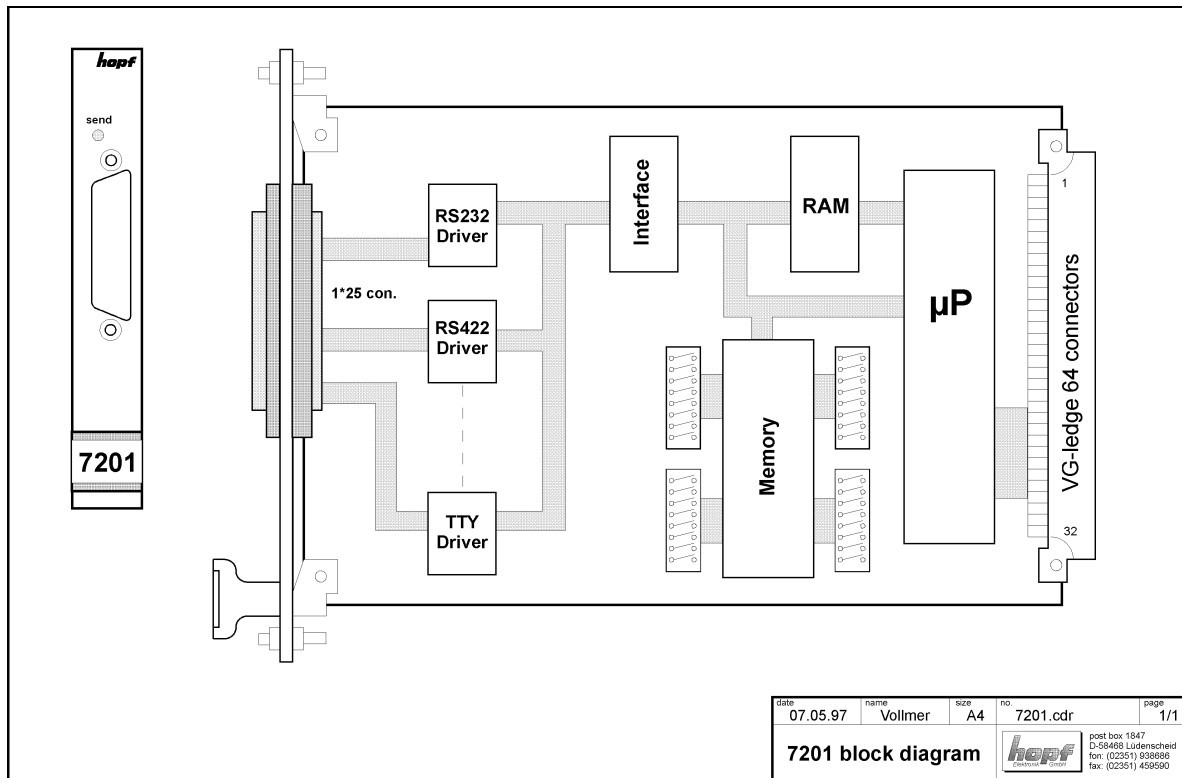 hopf
send
7201
RS232
Driver
1*25 con.
RS422
Driver
TTY
Driver
Interface
RAM
Memory
µP
1
VG-ledge 64 connectors
32
date
07.05.97
name
Vollmer
size
A4
no.
7201.cdr
page
1/1
7201 block diagram
hopf
Elektronik GmbH
post box 1847
D-58468 Lüdenscheid
fon: (02351) 938686
fax: (02351) 459590